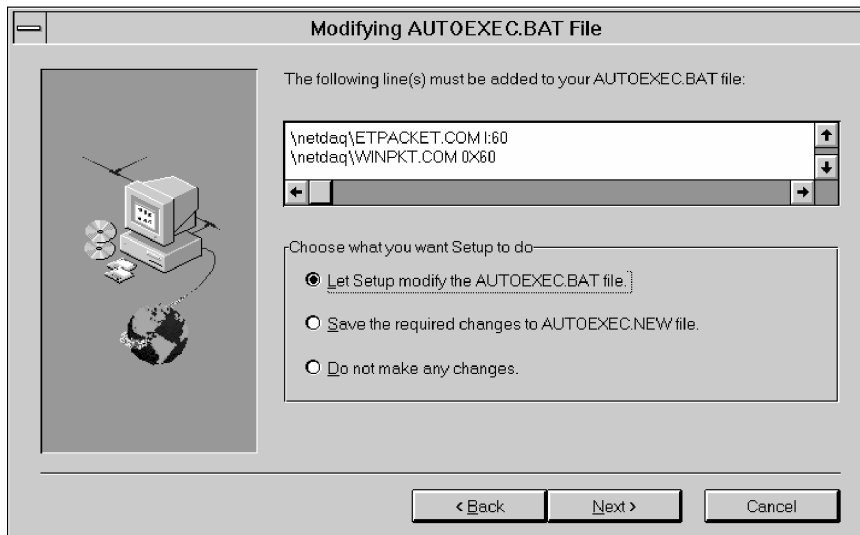 Modifying AUTOEXEC.BAT File
The following line(s) must be added to your AUTOEXEC.BAT file:
\netdaq\ETPACKET.COM I:60
\netdaq\WINPKT.COM 0X60
Choose what you want Setup to do
Let Setup modify the AUTOEXEC.BAT file.
Save the required changes to AUTOEXEC.NEW file.
Do not make any changes.
< Back
Next >
Cancel